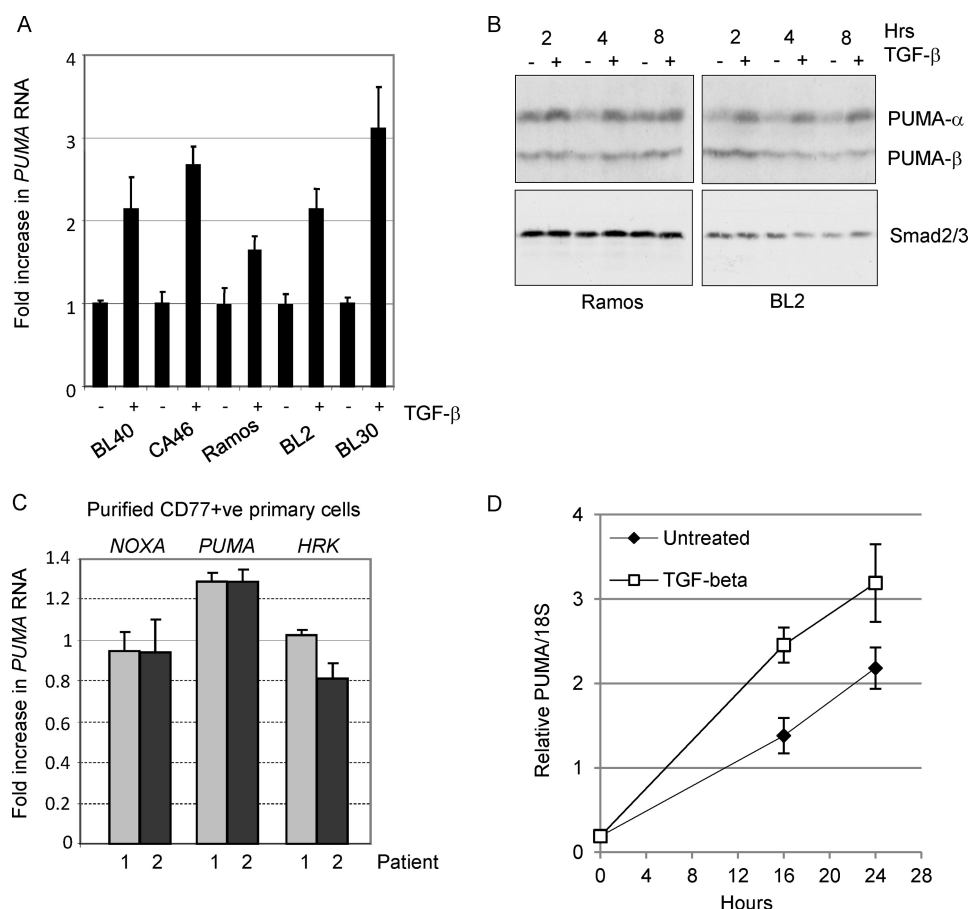 A
Fold increase in PUMA RNA
4
3
2
1
0
- + - + - + - + - +
TGF-β
BL40 CA46 Ramos BL2 BL30
B
2 4 8 2 4 8 Hrs
- + - + - + - + - + - + TGF-β
PUMA-α
PUMA-β
Smad2/3
Ramos BL2
C
Purified CD77+ve primary cells
NOXA PUMA HRK
Fold increase in PUMA RNA
1.4
1.2
1
0.8
0.6
0.4
0.2
0
1 2 1 2 1 2 Patient
D
Relative PUMA/18S
4
3
2
1
0
Untreated
TGF-beta
0 4 8 12 16 20 24 28
Hours